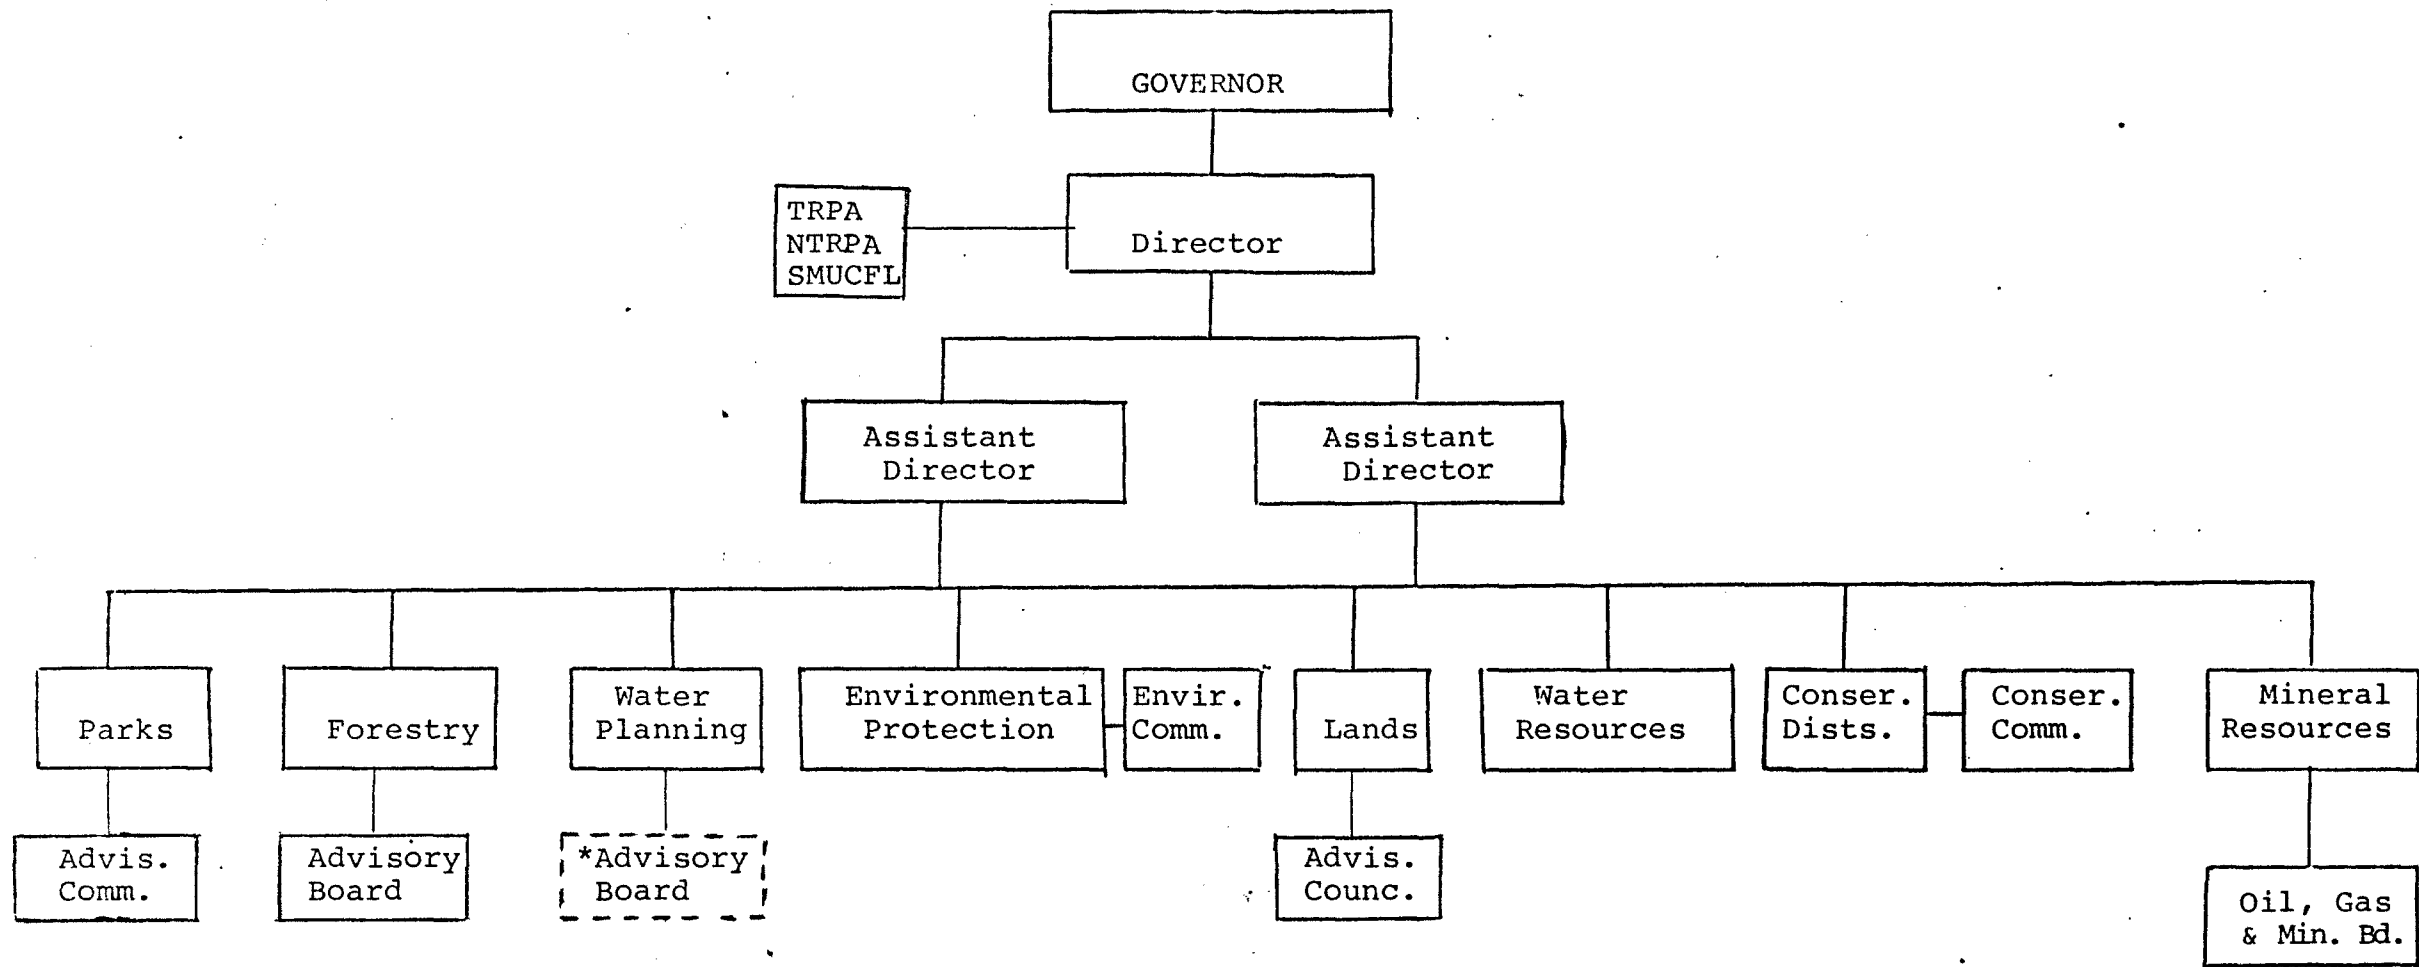 GOVERNOR
TRPA
NTRPA
SMUCFL
Director
Assistant
Director
Assistant
Director
Parks
Forestry
Water
Planning
Environmental
Protection
Envir.
Comm.
Lands
Water
Resources
Conser.
Dists.
Conser.
Comm.
Mineral
Resources
Advis.
Comm.
Advisory
Board
*Advisory
Board
Advis.
Counc.
Oil, Gas
& Min. Bd.